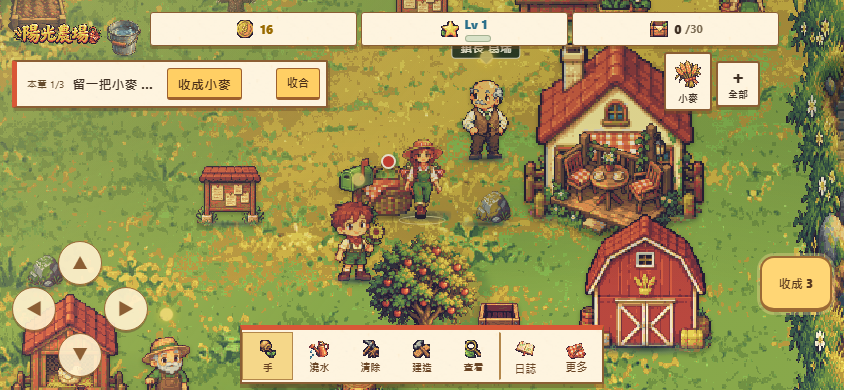 陽光農場
16
Lv 1
0 /30
鎮長 富瑞
本章 1/3 留一把小麥 ...
收成小麥
收合
小麥
+
全部
收成 3
手
澆水
清除
建造
查看
日誌
更多